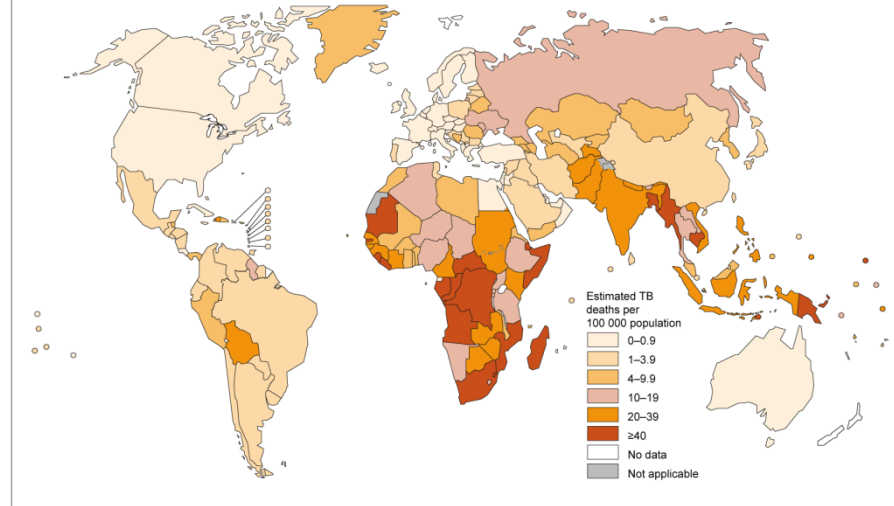 Estimated TB
deaths per
100 000 population
0–0.9
1–3.9
4–9.9
10–19
20–39
≥40
No data
Not applicable